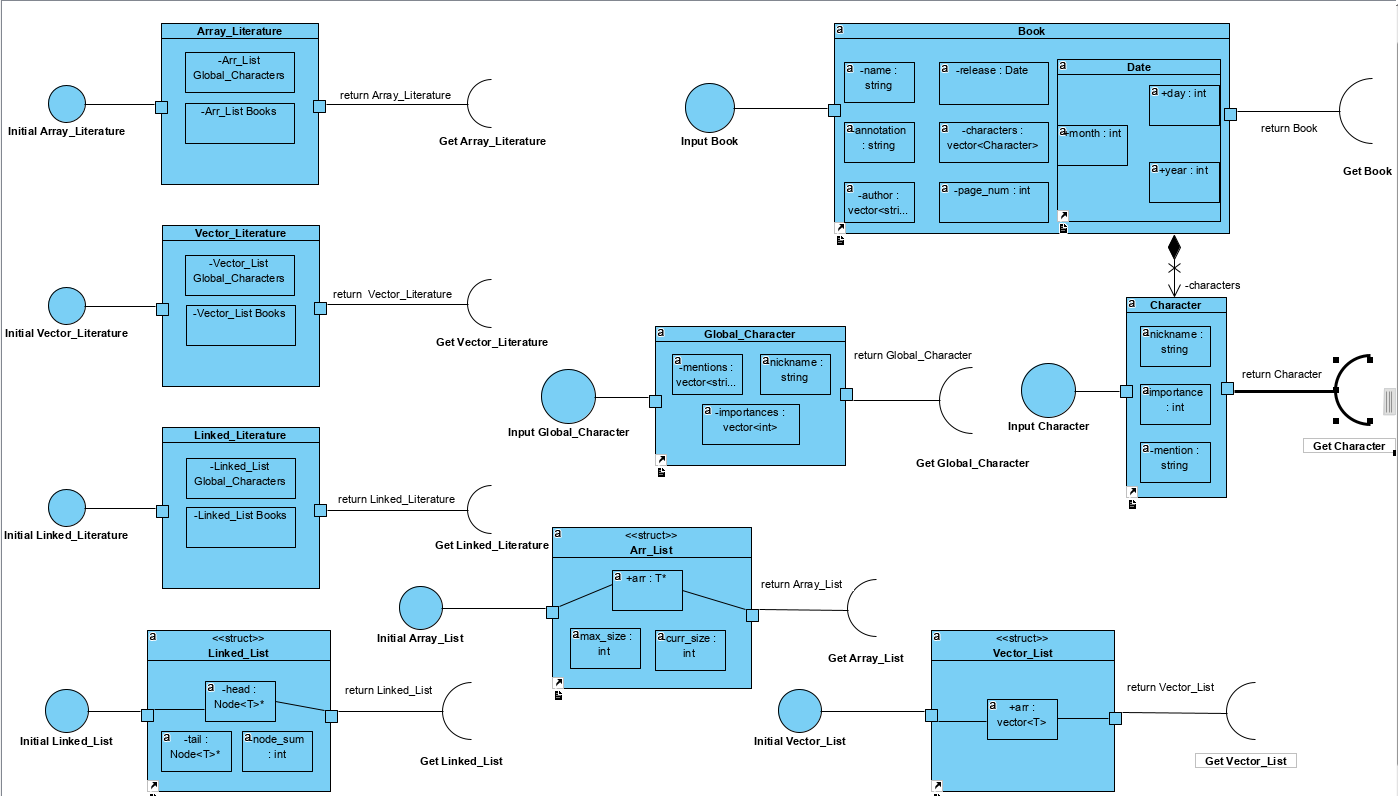 Array_Literature
-Arr_List
Global_Characters
-Arr_List Books
Initial Array_Literature
return Array_Literature
Get Array_Literature
Vector_Literature
-Vector_List
Global_Characters
-Vector_List Books
Initial Vector_Literature
return Vector_Literature
Get Vector_Literature
Linked_Literature
-Linked_List
Global_Characters
-Linked_List Books
Initial Linked_Literature
return Linked_Literature
Get Linked_Literature
a
<<struct>>
Linked_List
a
-head :
Node<T>*
a
-tail :
Node<T>*
a
node_sum
: int
Initial Linked_List
return Linked_List
Get Linked_List
a
Book
a
-name :
string
a
-release : Date
a
annotation
: string
a
-characters :
vector<Character>
a
-author :
vector<stri...
a
-page_num : int
a
Date
a
+day : int
a
+month : int
a
+year : int
Input Book
return Book
Get Book
-characters
a
Global_Character
a
-mentions :
vector<stri...
a
nickname :
string
a
-importances :
vector<int>
Input Global_Character
return Global_Character
Get Global_Character
a
Character
a
nickname :
string
a
importance
: int
a
-mention :
string
Input Character
return Character
Get Character
a
<<struct>>
Arr_List
a
+arr : T*
a
max_size :
int
a
curr_size :
int
Initial Array_List
return Array_List
Get Array_List
a
<<struct>>
Vector_List
a
+arr :
vector<T>
Initial Vector_List
return Vector_List
Get Vector_List